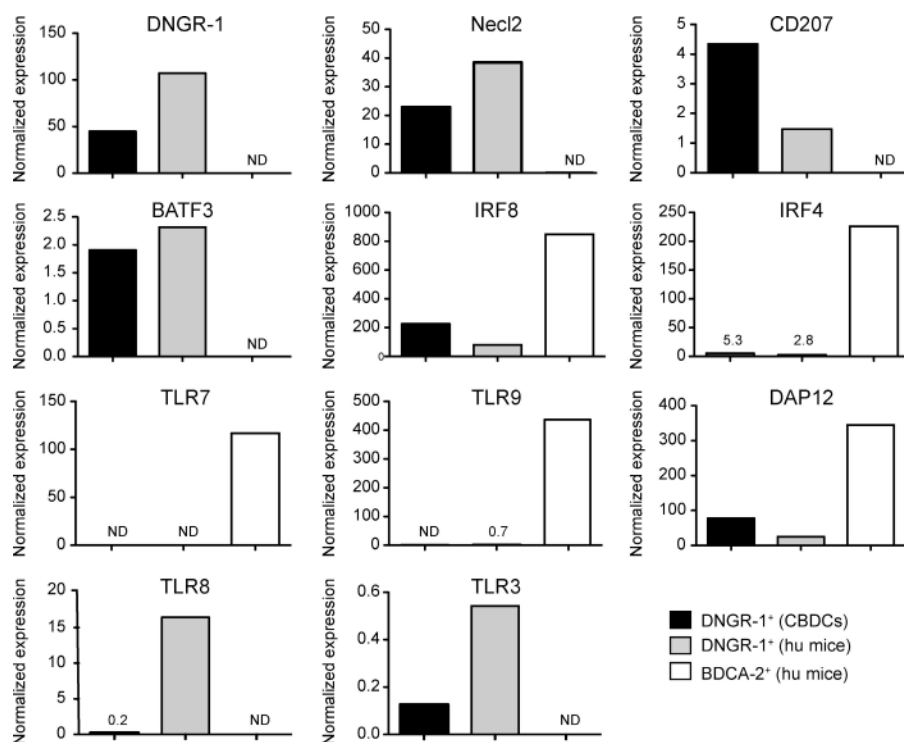 DNGR-1
Normalized expression
150
100
50
0
ND
Necl2
Normalized expression
50
40
30
20
10
0
ND
CD207
Normalized expression
5
4
3
2
1
0
ND
BATF3
Normalized expression
2.5
2.0
1.5
1.0
0.5
0.0
ND
IRF8
Normalized expression
1000
800
600
400
200
0
IRF4
Normalized expression
250
200
150
100
50
0
5.3
2.8
TLR7
Normalized expression
150
100
50
0
ND
ND
TLR9
Normalized expression
500
400
300
200
100
0
ND
0.7
DAP12
Normalized expression
400
300
200
100
0
TLR8
Normalized expression
20
15
10
5
0
0.2
ND
TLR3
Normalized expression
0.6
0.4
0.2
0.0
ND
DNGR-1⁺ (CBDCs)
DNGR-1⁺ (hu mice)
BDCA-2⁺ (hu mice)